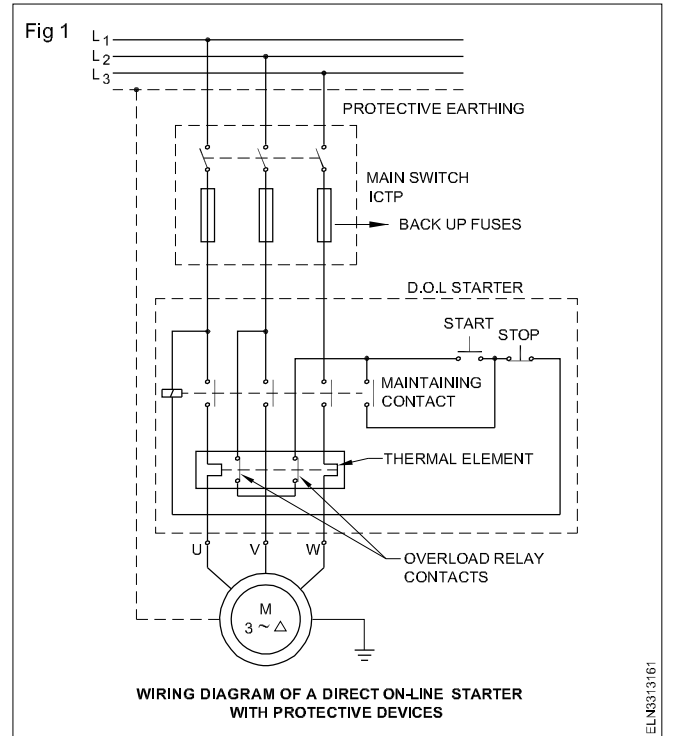 Fig 1
L1
L2
L3
PROTECTIVE EARTHING
MAIN SWITCH
ICTP
BACK UP FUSES
D.O.L STARTER
START
STOP
MAINTAINING
CONTACT
THERMAL ELEMENT
U V W
OVERLOAD RELAY
CONTACTS
M
3 ~ △
WIRING DIAGRAM OF A DIRECT ON-LINE STARTER
WITH PROTECTIVE DEVICES
ELN3313161